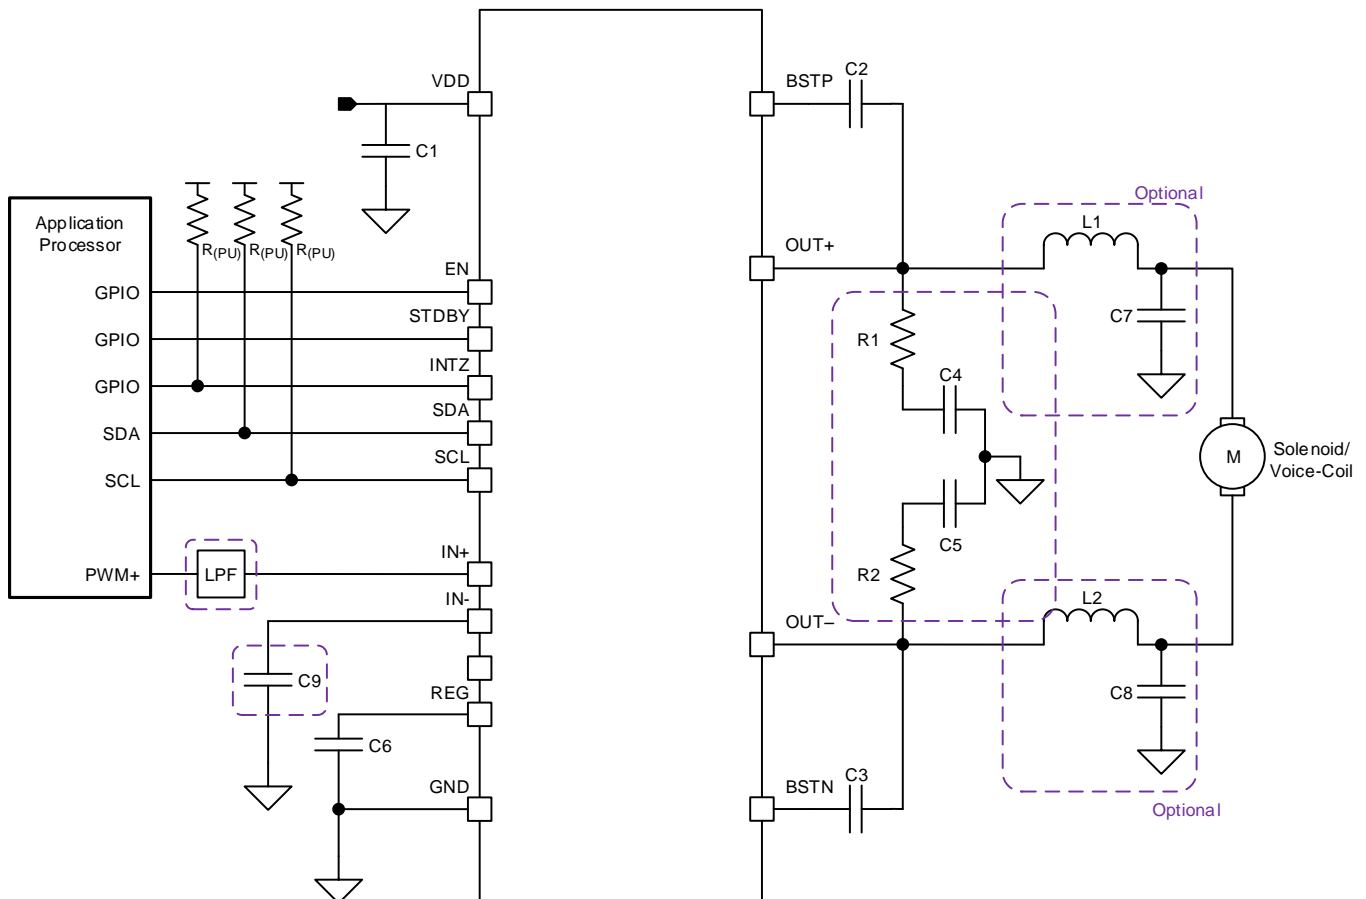 VDD
C1
Application
Processor
R(PU)
R(PU)
R(PU)
GPIO
GPIO
GPIO
SDA
SCL
PWM+
LPF
EN
STDBY
INTZ
SDA
SCL
IN+
IN-
C9
REG
C6
GND
BSTP
C2
OUT+
Optional
L1
C7
R1
C4
C5
R2
M
Solenoid/
Voice-Coil
OUT–
L2
C8
BSTN
C3
Optional